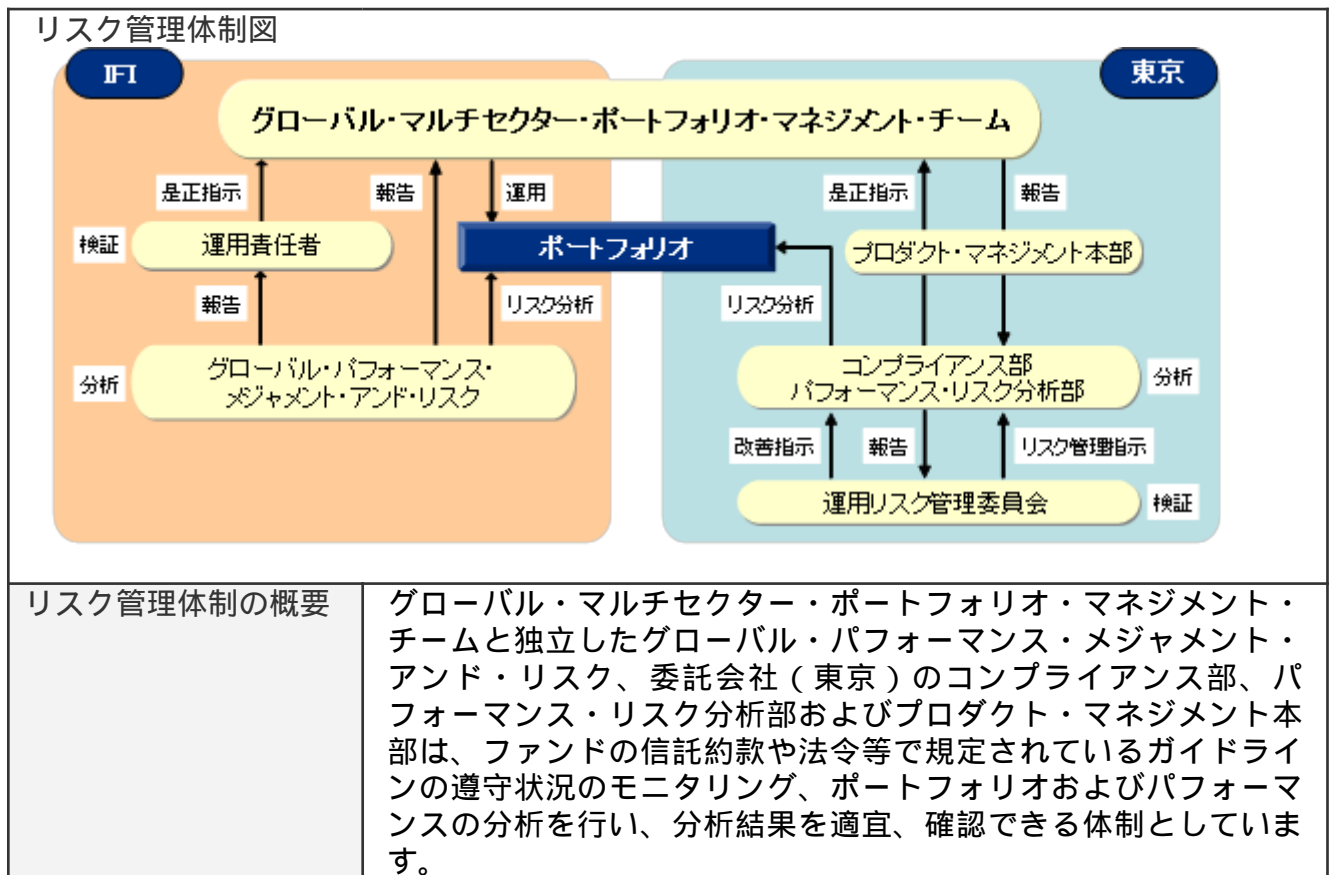 リスク管理体制図
IFI
東京
グローバル・マルチセクター・ポートフォリオ・マネジメント・チーム
是正指示
報告
運用
是正指示
報告
検証
運用責任者
ポートフォリオ
プロダクト・マネジメント本部
報告
リスク分析
リスク分析
分析
グローバル・パフォーマンス・
メジャメント・アンド・リスク
コンプライアンス部
パフォーマンス・リスク分析部
分析
改善指示
報告
リスク管理指示
運用リスク管理委員会
検証
リスク管理体制の概要
グローバル・マルチセクター・ポートフォリオ・マネジメント・
チームと独立したグローバル・パフォーマンス・メジャメント・
アンド・リスク、委託会社（東京）のコンプライアンス部、パ
フォーマンス・リスク分析部およびプロダクト・マネジメント本
部は、ファンドの信託約款や法令等で規定されているガイドライ
ンの遵守状況のモニタリング、ポートフォリオおよびパフォーマ
ンスの分析を行い、分析結果を適宜、確認できる体制としていま
す。